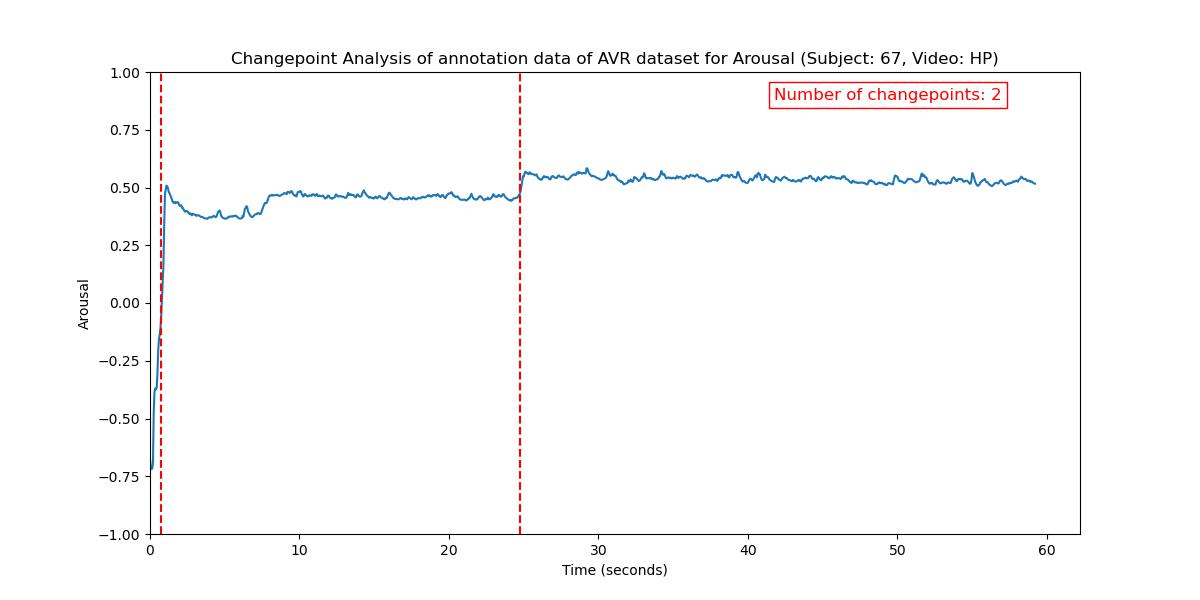 Changepoint Analysis of annotation data of AVR dataset for Arousal (Subject: 67, Video: HP)
Number of changepoints: 2
1.00
0.75
0.50
0.25
0.00
−0.25
−0.50
−0.75
−1.00
Arousal
0 10 20 30 40 50 60
Time (seconds)